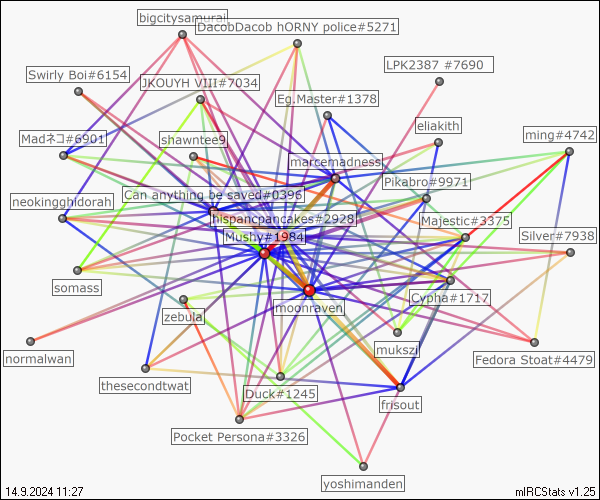 bigcitysamurai
DacobDacob hORNY police#5271
LPK2387 #7690
Swirly Boi#6154
JKOUYH VIII#7034
Eg.Master#1378
eliakith
ming#4742
Madネコ#6901
Shawntee9
marcemadness
Pikabro#9971
Can anything be saved#0396
neokingghidorah
hispancpancakes#2928
Majestic#3375
Mushy#1984
Silver#7938
somass
Cypha#1717
moonraven
zebula
mukszi
normalwan
Fedora Stoat#4479
thesecondtwat
Duck#1245
frisout
Pocket Persona#3326
yoshimanden
14.9.2024 11:27
mIRCStats v1.25